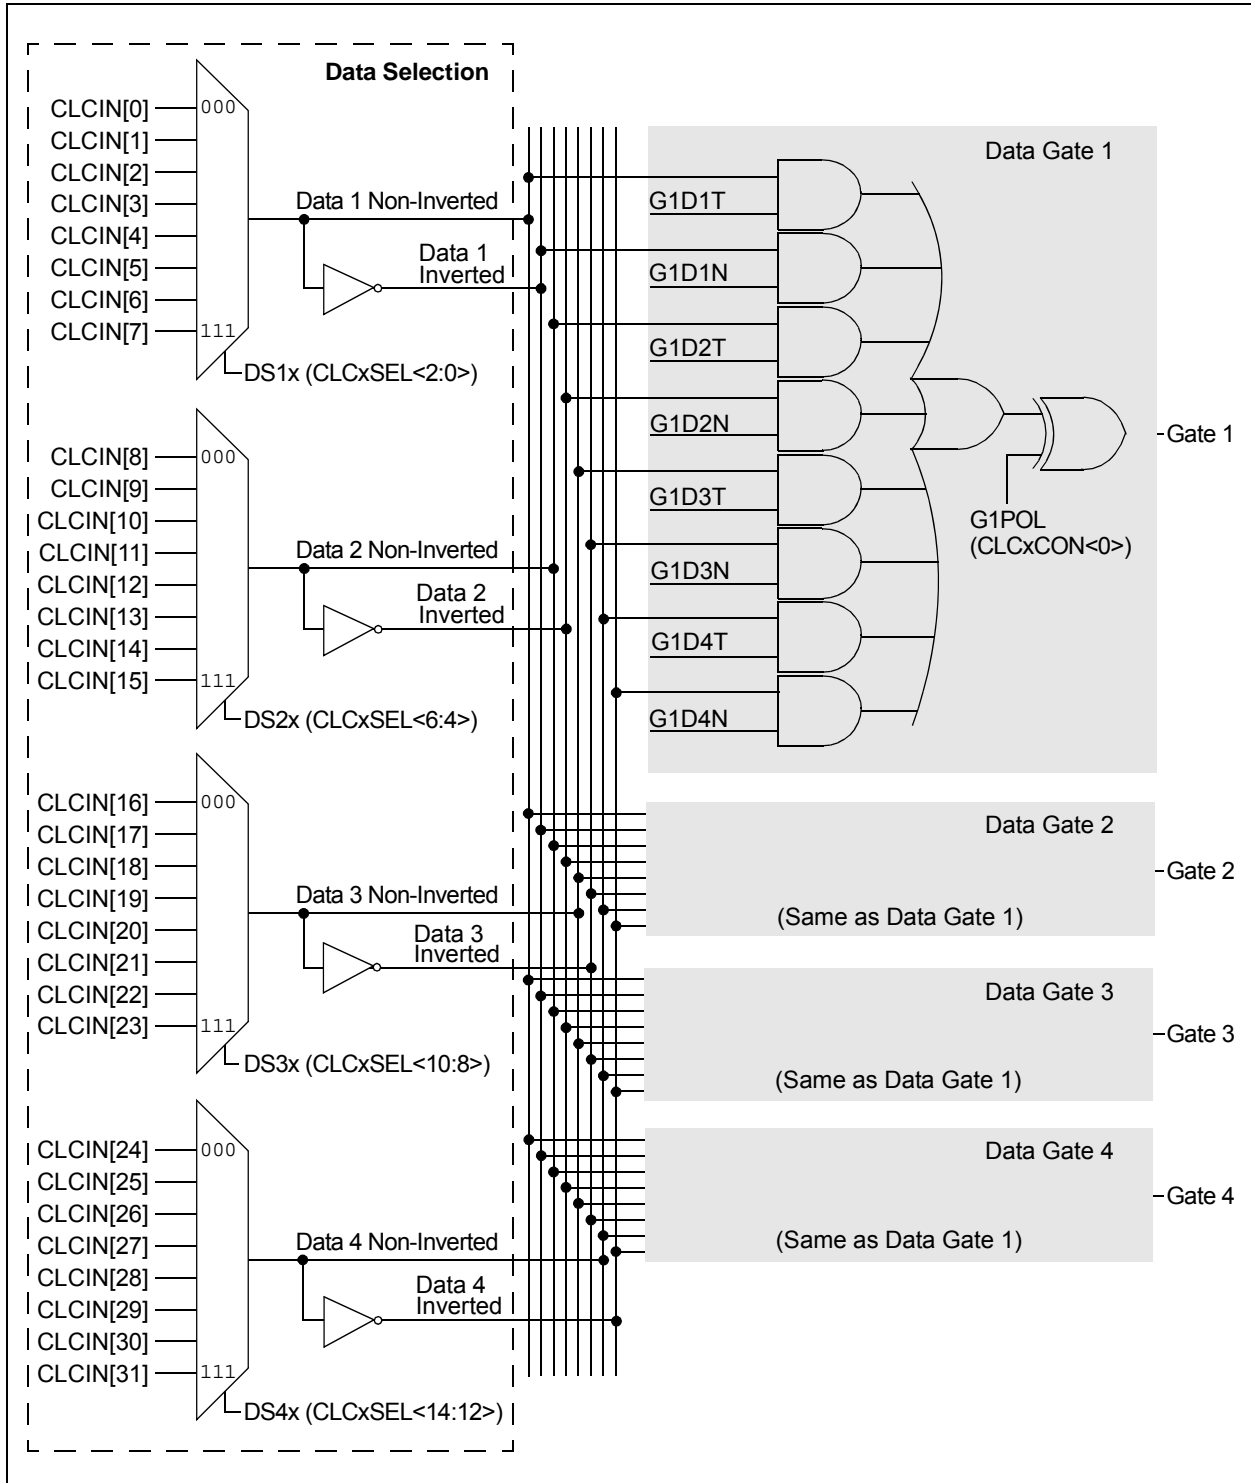 Data Selection
CLCIN[0]
CLCIN[1]
CLCIN[2]
CLCIN[3]
CLCIN[4]
CLCIN[5]
CLCIN[6]
CLCIN[7]
000
111
DS1x (CLCxSEL<2:0>)
Data 1 Non-Inverted
Data 1
Inverted
CLCIN[8]
CLCIN[9]
CLCIN[10]
CLCIN[11]
CLCIN[12]
CLCIN[13]
CLCIN[14]
CLCIN[15]
000
111
DS2x (CLCxSEL<6:4>)
Data 2 Non-Inverted
Data 2
Inverted
CLCIN[16]
CLCIN[17]
CLCIN[18]
CLCIN[19]
CLCIN[20]
CLCIN[21]
CLCIN[22]
CLCIN[23]
000
111
DS3x (CLCxSEL<10:8>)
Data 3 Non-Inverted
Data 3
Inverted
CLCIN[24]
CLCIN[25]
CLCIN[26]
CLCIN[27]
CLCIN[28]
CLCIN[29]
CLCIN[30]
CLCIN[31]
000
111
DS4x (CLCxSEL<14:12>)
Data 4 Non-Inverted
Data 4
Inverted
Data Gate 1
G1D1T
G1D1N
G1D2T
G1D2N
G1D3T
G1D3N
G1D4T
G1D4N
G1POL
(CLCxCON<0>)
Gate 1
Data Gate 2
(Same as Data Gate 1)
Gate 2
Data Gate 3
(Same as Data Gate 1)
Gate 3
Data Gate 4
(Same as Data Gate 1)
Gate 4